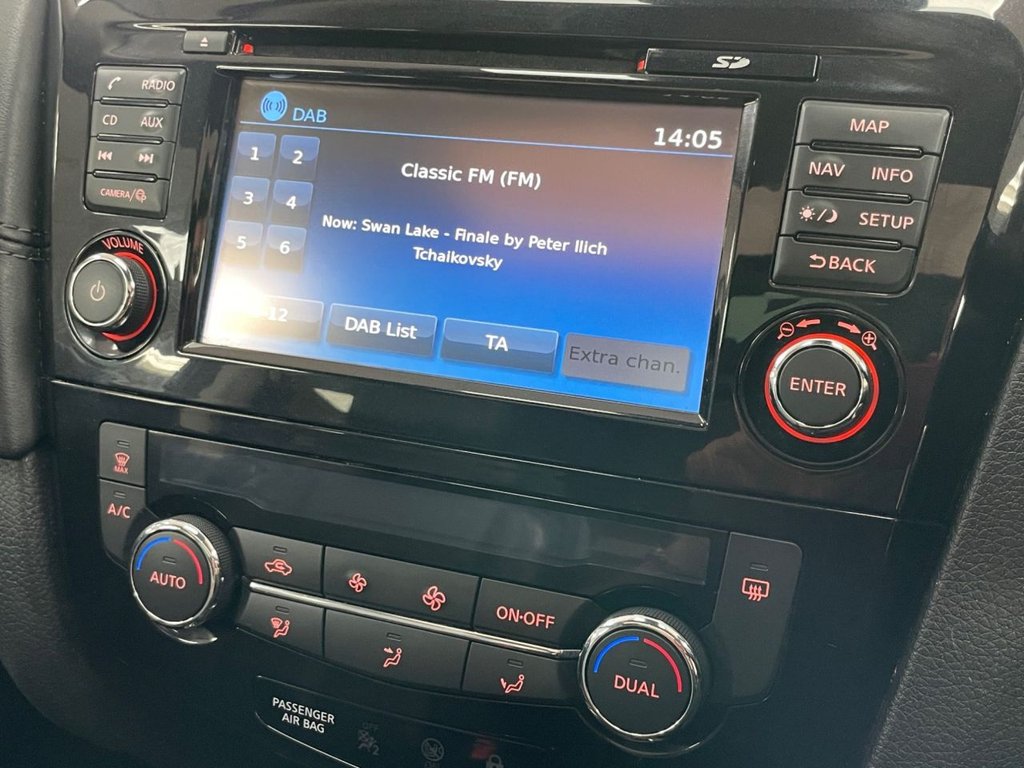 RADIO
CD AUX
CAMERA/
VOLUME
DAB
14:05
1 2
3 4
5 6
Classic FM (FM)
Now: Swan Lake - Finale by Peter Ilich
Tchaikovsky
12
DAB List
TA
Extra chan.
SD
MAP
NAV INFO
SETUP
BACK
ENTER
MAX
A/C
AUTO
ON·OFF
DUAL
PASSENGER
AIR BAG